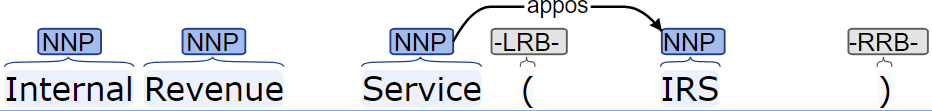 appos
NNP NNP NNP -LRB- NNP -RRB-
Internal Revenue Service ( IRS )